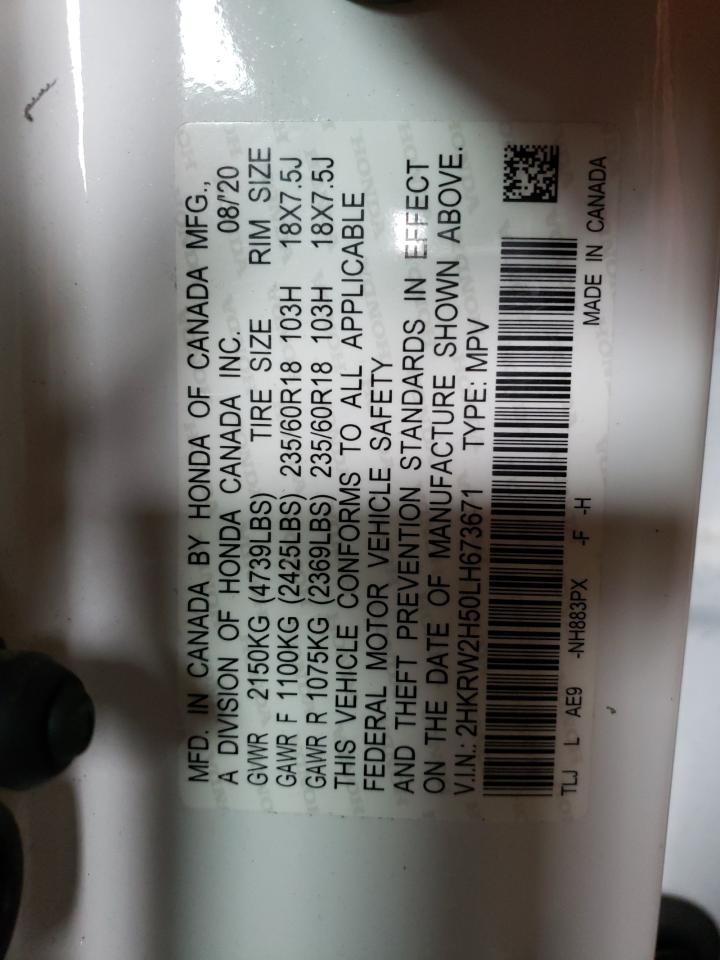 MFD. IN CANADA BY HONDA OF CANADA MFG.,
A DIVISION OF HONDA CANADA INC. 08/'20
GVWR 2150KG (4739LBS) TIRE SIZE RIM SIZE
GAWR F 1100KG (2425LBS) 235/60R18 103H 18X7.5J
GAWR R 1075KG (2369LBS) 235/60R18 103H 18X7.5J
THIS VEHICLE CONFORMS TO ALL APPLICABLE
FEDERAL MOTOR VEHICLE SAFETY
AND THEFT PREVENTION STANDARDS IN EFFECT
ON THE DATE OF MANUFACTURE SHOWN ABOVE.
V.I.N.: 2HKRW2H50LH673671 TYPE: MPV
TLJ L AE9 -NH883PX -F -H
MADE IN CANADA